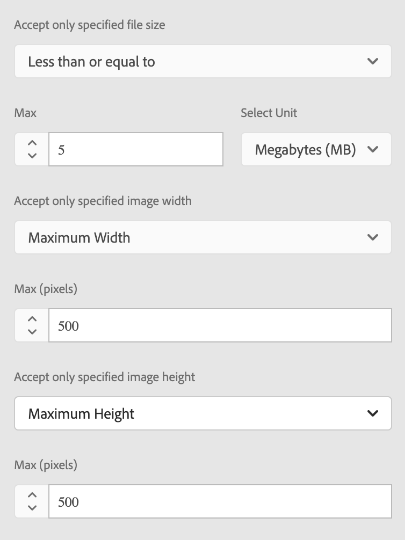 Accept only specified file size
Less than or equal to
Max
Select Unit
5
Megabytes (MB)
Accept only specified image width
Maximum Width
Max (pixels)
500
Accept only specified image height
Maximum Height
Max (pixels)
500